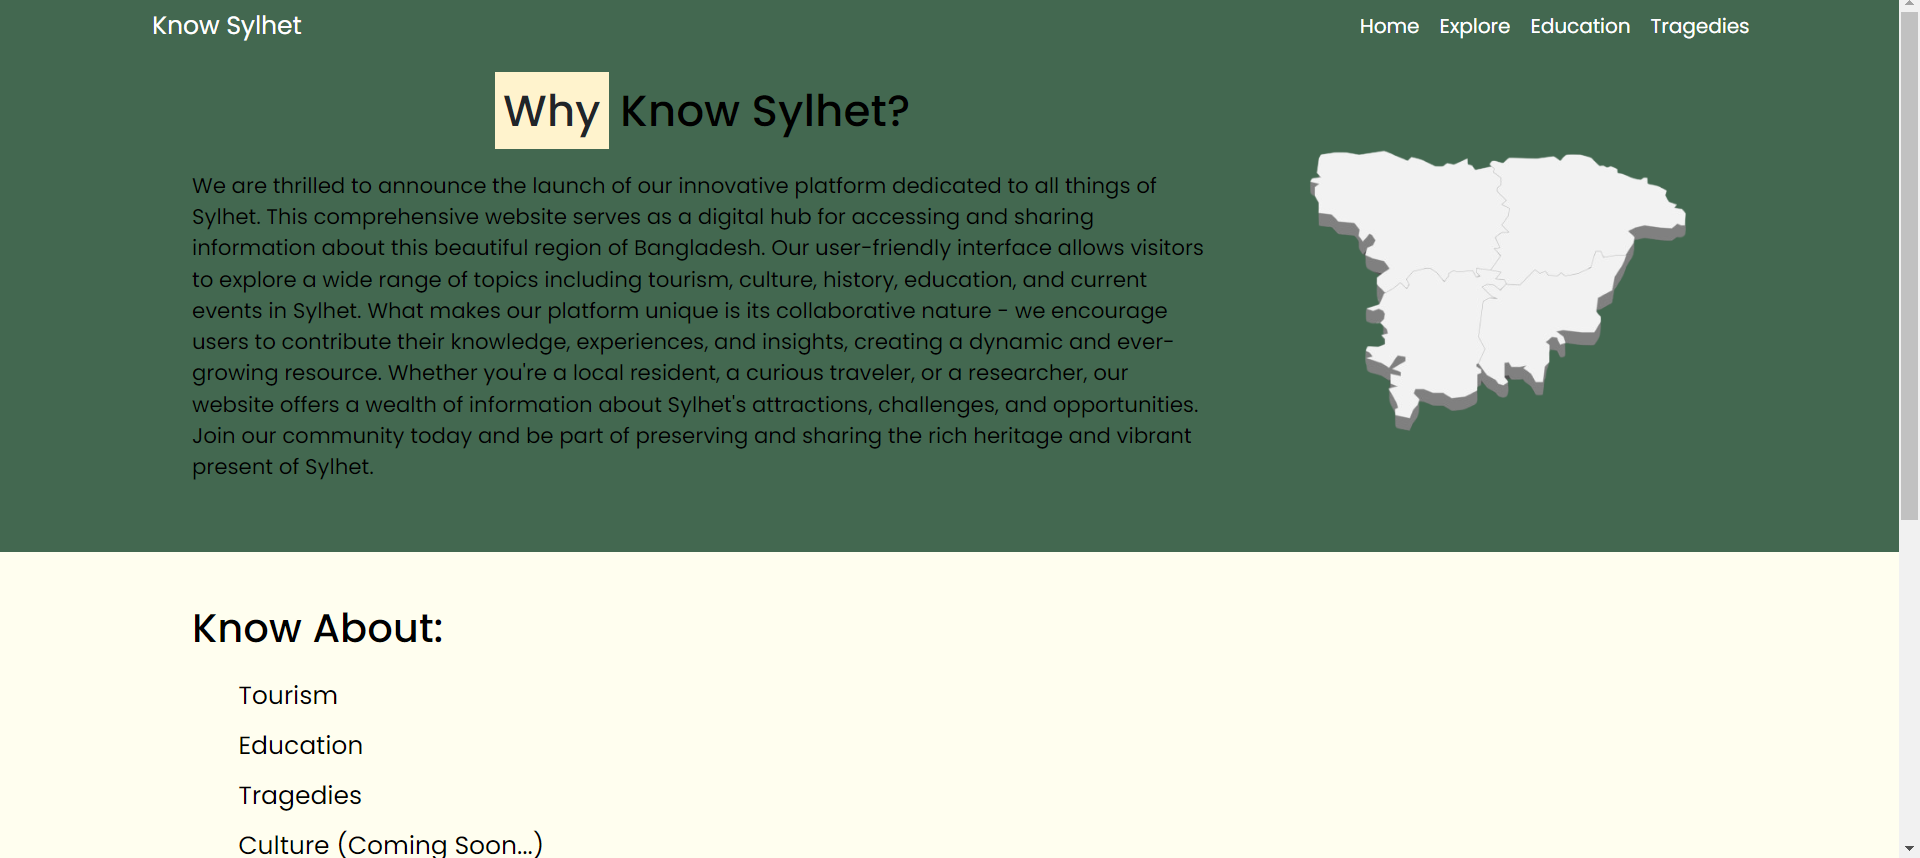 Know Sylhet
Home Explore Education Tragedies
Why Know Sylhet?
We are thrilled to announce the launch of our innovative platform dedicated to all things of
Sylhet. This comprehensive website serves as a digital hub for accessing and sharing
information about this beautiful region of Bangladesh. Our user-friendly interface allows visitors
to explore a wide range of topics including tourism, culture, history, education, and current
events in Sylhet. What makes our platform unique is its collaborative nature - we encourage
users to contribute their knowledge, experiences, and insights, creating a dynamic and ever-
growing resource. Whether you're a local resident, a curious traveler, or a researcher, our
website offers a wealth of information about Sylhet's attractions, challenges, and opportunities.
Join our community today and be part of preserving and sharing the rich heritage and vibrant
present of Sylhet.
Know About:
Tourism
Education
Tragedies
Culture (Coming Soon...)